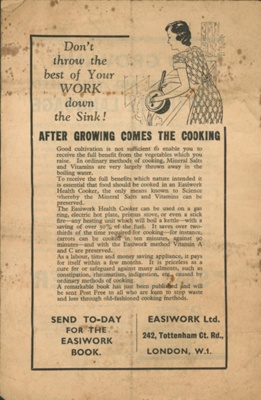 Don't
throw the
best of Your
WORK
down
the Sink!
AFTER GROWING COMES THE COOKING
Good cultivation is not sufficient to enable you to
receive the full benefit from the vegetables which you
raise. In ordinary methods of cooking, Mineral Salts
and Vitamins are very largely thrown away in the
boiling water.
To receive the full benefits which nature intended it
is essential that food should be cooked in an Easiwork
Health Cooker, the only means known to Science
whereby the Mineral Salts and Vitamins can be
preserved.
The Easiwork Health Cooker can be used on a gas
ring, electric hot plate, primus stove, or even a stick
fire—any heating unit which will boil a kettle—with a
saving of over 50% of the fuel. It saves over two-
thirds of the time required for cooking—for instance,
carrots can be cooked in ten minutes, against 90
minutes—and with the Easiwork method Vitamins A
and C are preserved.
As a labour, time and money saving appliance, it pays
for itself within a few months. It is priceless as a
cure for or safeguard against many ailments, such as
constipation, rheumatism, indigestion, etc., caused by
ordinary methods of cooking.
A remarkable book has just been published and will
be sent Post Free to all who are keen to stop waste
and loss through old-fashioned cooking methods.
SEND TO-DAY
FOR THE
EASIWORK
BOOK.
EASIWORK Ltd.
242, Tottenham Ct. Rd.,
LONDON, W.1.